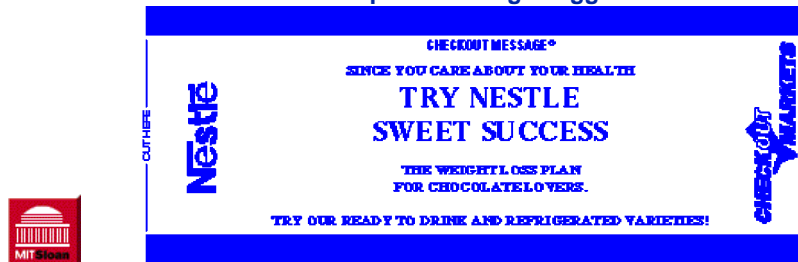 CHECKOUT MESSAGE®
SINCE YOU CARE ABOUT YOUR HEALTH
TRY NESTLE
SWEET SUCCESS
THE WEIGHT LOSS PLAN
FOR CHOCOLATE LOVERS.
TRY OUR READY TO DRINK AND REFRIGERATED VARIETIES!
CUT HERE
Nestlé
CHECKOUT
MARKETS
MIT Sloan